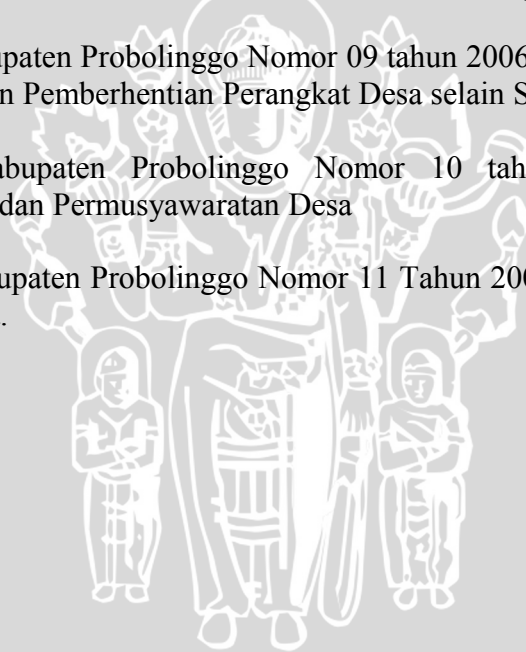 upaten Probolinggo Nomor 09 tahun 2006
n Pemberhentian Perangkat Desa selain S
abupaten Probolinggo Nomor 10 tah
dan Permusyawaratan Desa
upaten Probolinggo Nomor 11 Tahun 200